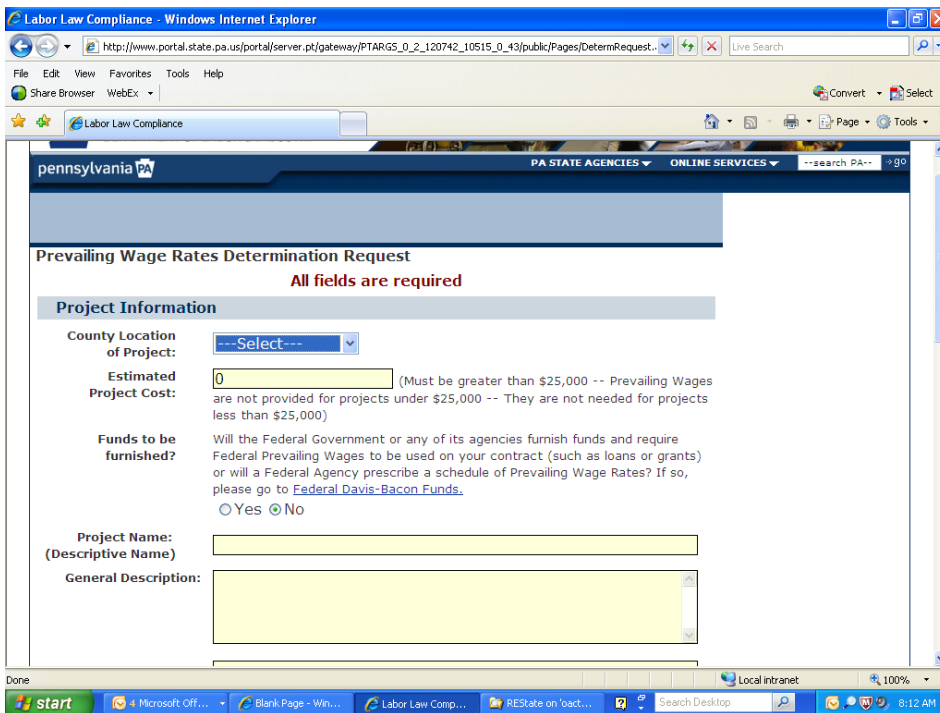 Labor Law Compliance - Windows Internet Explorer
http://www.portal.state.pa.us/portal/server.pt/gateway/PTARGS_0_2_120742_10515_0_43/public/Pages/DetermRequest..
Live Search
File Edit View Favorites Tools Help
Share Browser WebEx
Convert Select
Labor Law Compliance
Page Tools
pennsylvania PA
PA STATE AGENCIES ONLINE SERVICES --search PA-- go
Prevailing Wage Rates Determination Request
All fields are required
Project Information
County Location
of Project:
---Select---
Estimated
Project Cost:
0
(Must be greater than $25,000 -- Prevailing Wages
are not provided for projects under $25,000 -- They are not needed for projects
less than $25,000)
Funds to be
furnished?
Will the Federal Government or any of its agencies furnish funds and require
Federal Prevailing Wages to be used on your contract (such as loans or grants)
or will a Federal Agency prescribe a schedule of Prevailing Wage Rates? If so,
please go to Federal Davis-Bacon Funds.
Yes No
Project Name:
(Descriptive Name)
General Description:
Done
Local intranet
100%
start
4 Microsoft Off...
Blank Page - Win...
Labor Law Comp...
REState on 'oact...
Search Desktop
8:12 AM